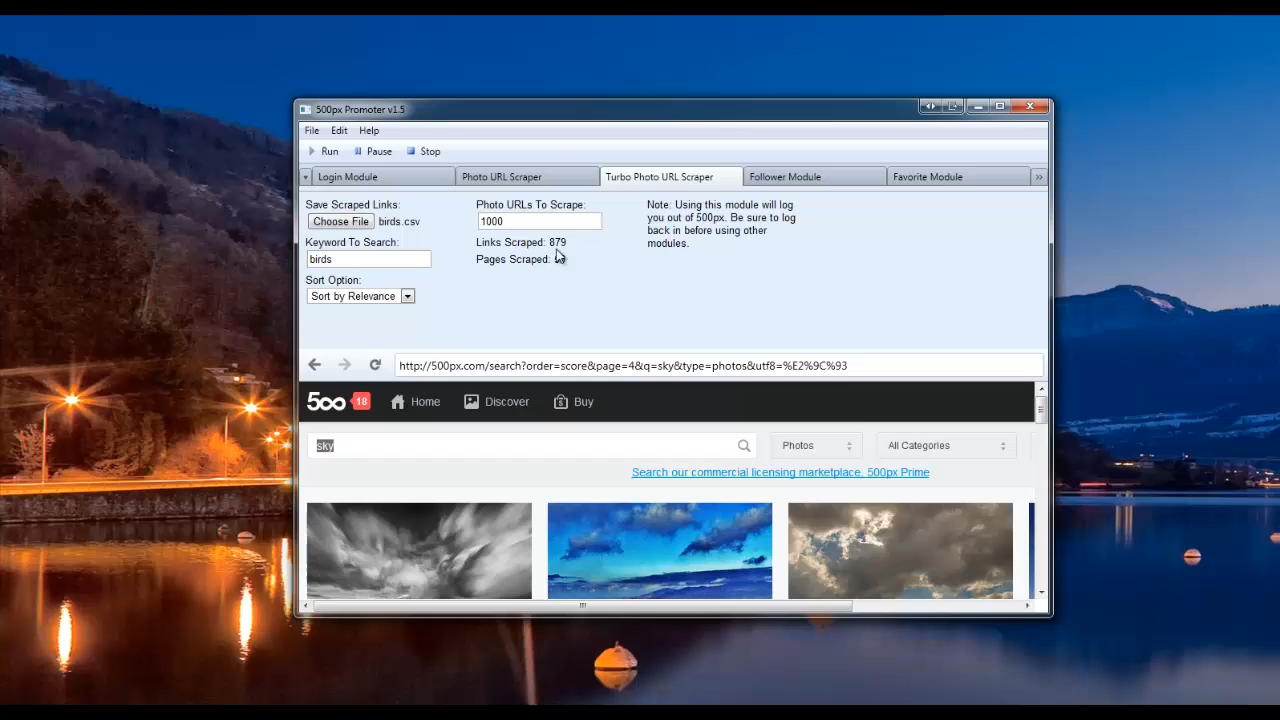 500px Promoter v1.5
File Edit Help
Run Pause Stop
Login Module Photo URL Scraper Turbo Photo URL Scraper Follower Module Favorite Module »
Save Scraped Links:
Choose File birds.csv
Keyword To Search:
birds
Sort Option:
Sort by Relevance
Photo URLs To Scrape:
1000
Links Scraped: 879
Pages Scraped:
Note: Using this module will log
you out of 500px. Be sure to log
back in before using other
modules.
http://500px.com/search?order=score&page=4&q=sky&type=photos&utf8=%E2%9C%93
500 18 Home Discover Buy
sky Photos All Categories
Search our commercial licensing marketplace, 500px Prime